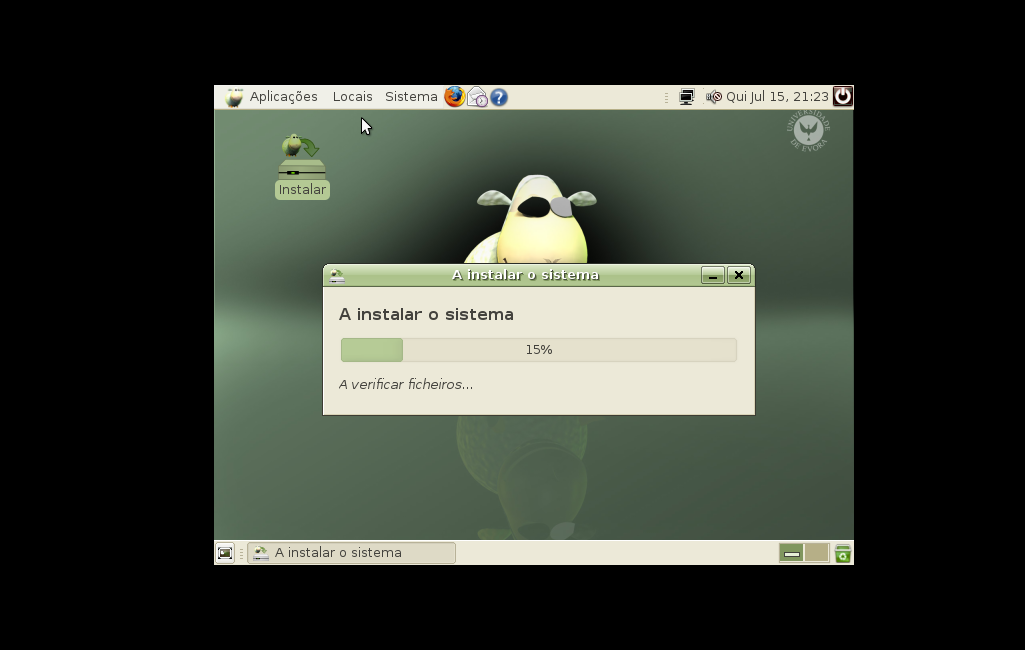 Aplicações Locais Sistema Qui Jul 15, 21:23
UNIVERSIDADE
DE EVORA
Instalar
A instalar o sistema
A instalar o sistema
15%
A verificar ficheiros...
A instalar o sistema